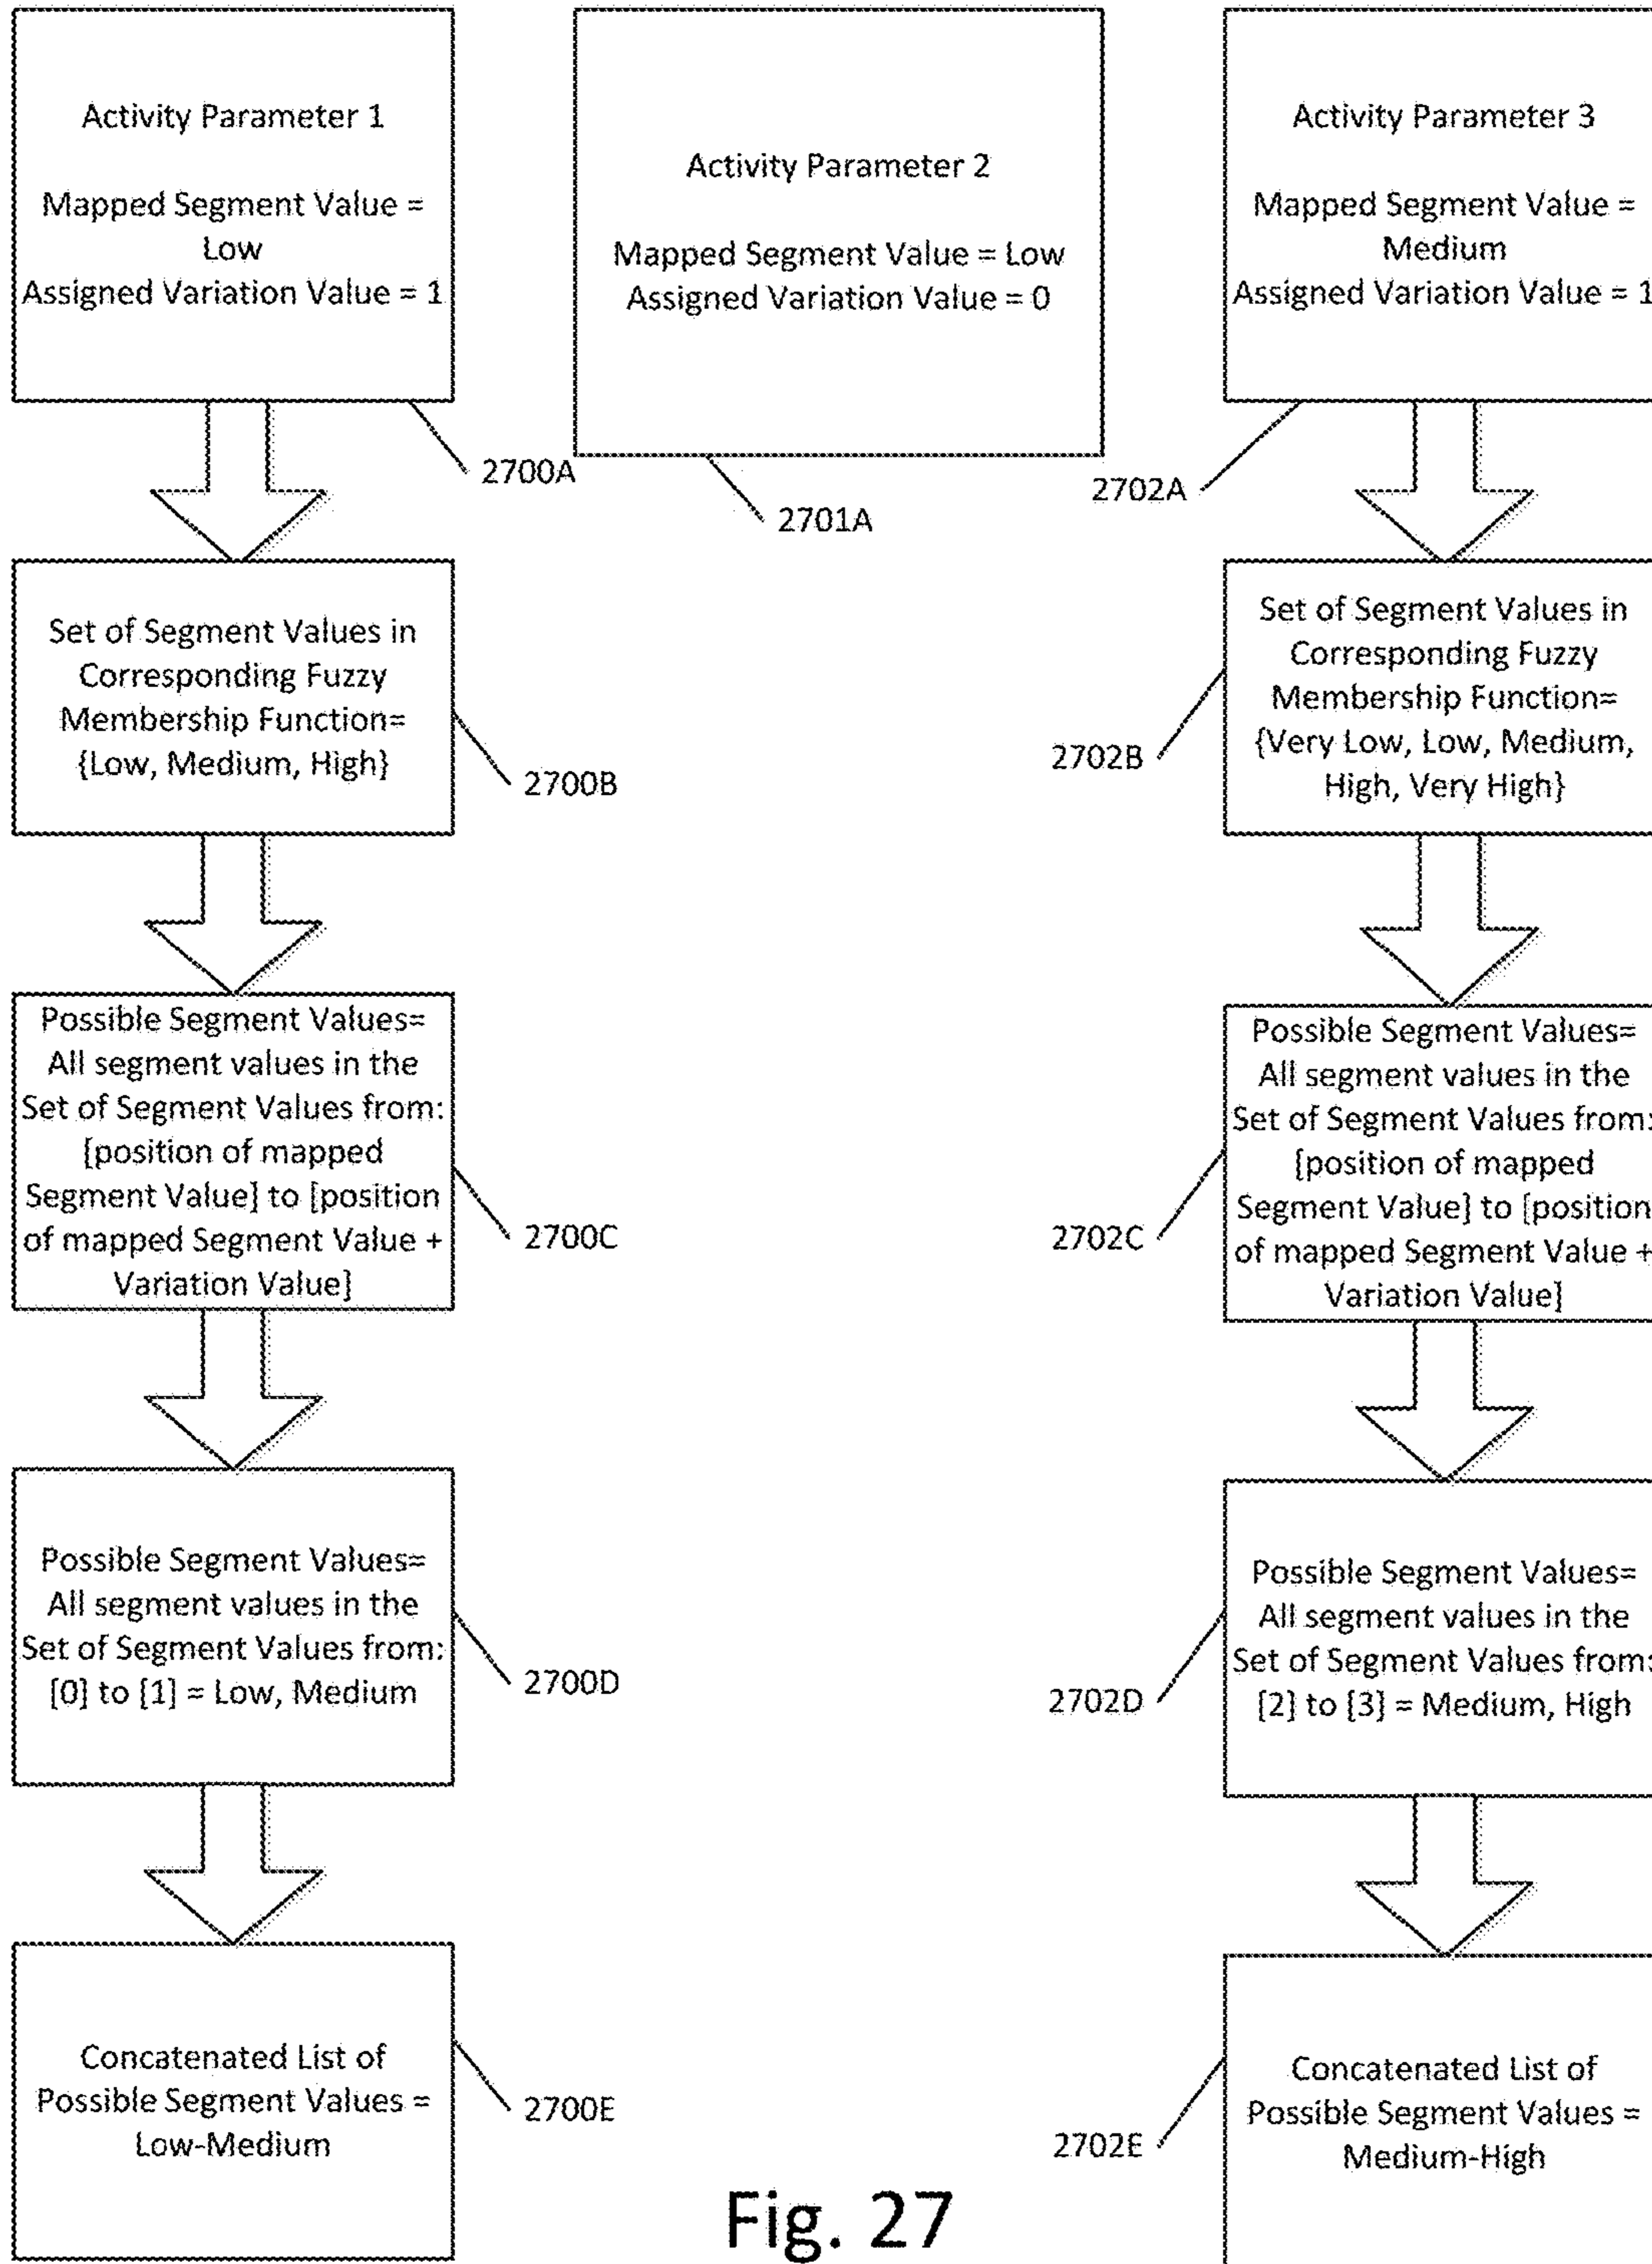 Activity Parameter 1
Mapped Segment Value =
Low
Assigned Variation Value = 1
2700A
Set of Segment Values in
Corresponding Fuzzy
Membership Function=
{Low, Medium, High}
2700B
Possible Segment Values=
All segment values in the
Set of Segment Values from:
[position of mapped
Segment Value] to [position
of mapped Segment Value +
Variation Value]
2700C
Possible Segment Values=
All segment values in the
Set of Segment Values from:
[0] to [1] = Low, Medium
2700D
Concatenated List of
Possible Segment Values =
Low-Medium
2700E
Activity Parameter 2
Mapped Segment Value = Low
Assigned Variation Value = 0
2701A
Activity Parameter 3
Mapped Segment Value =
Medium
Assigned Variation Value = 1
2702A
Set of Segment Values in
Corresponding Fuzzy
Membership Function=
{Very Low, Low, Medium,
High, Very High}
2702B
Possible Segment Values=
All segment values in the
Set of Segment Values from:
[position of mapped
Segment Value] to [position
of mapped Segment Value +
Variation Value]
2702C
Possible Segment Values=
All segment values in the
Set of Segment Values from:
[2] to [3] = Medium, High
2702D
Concatenated List of
Possible Segment Values =
Medium-High
2702E
Fig. 27